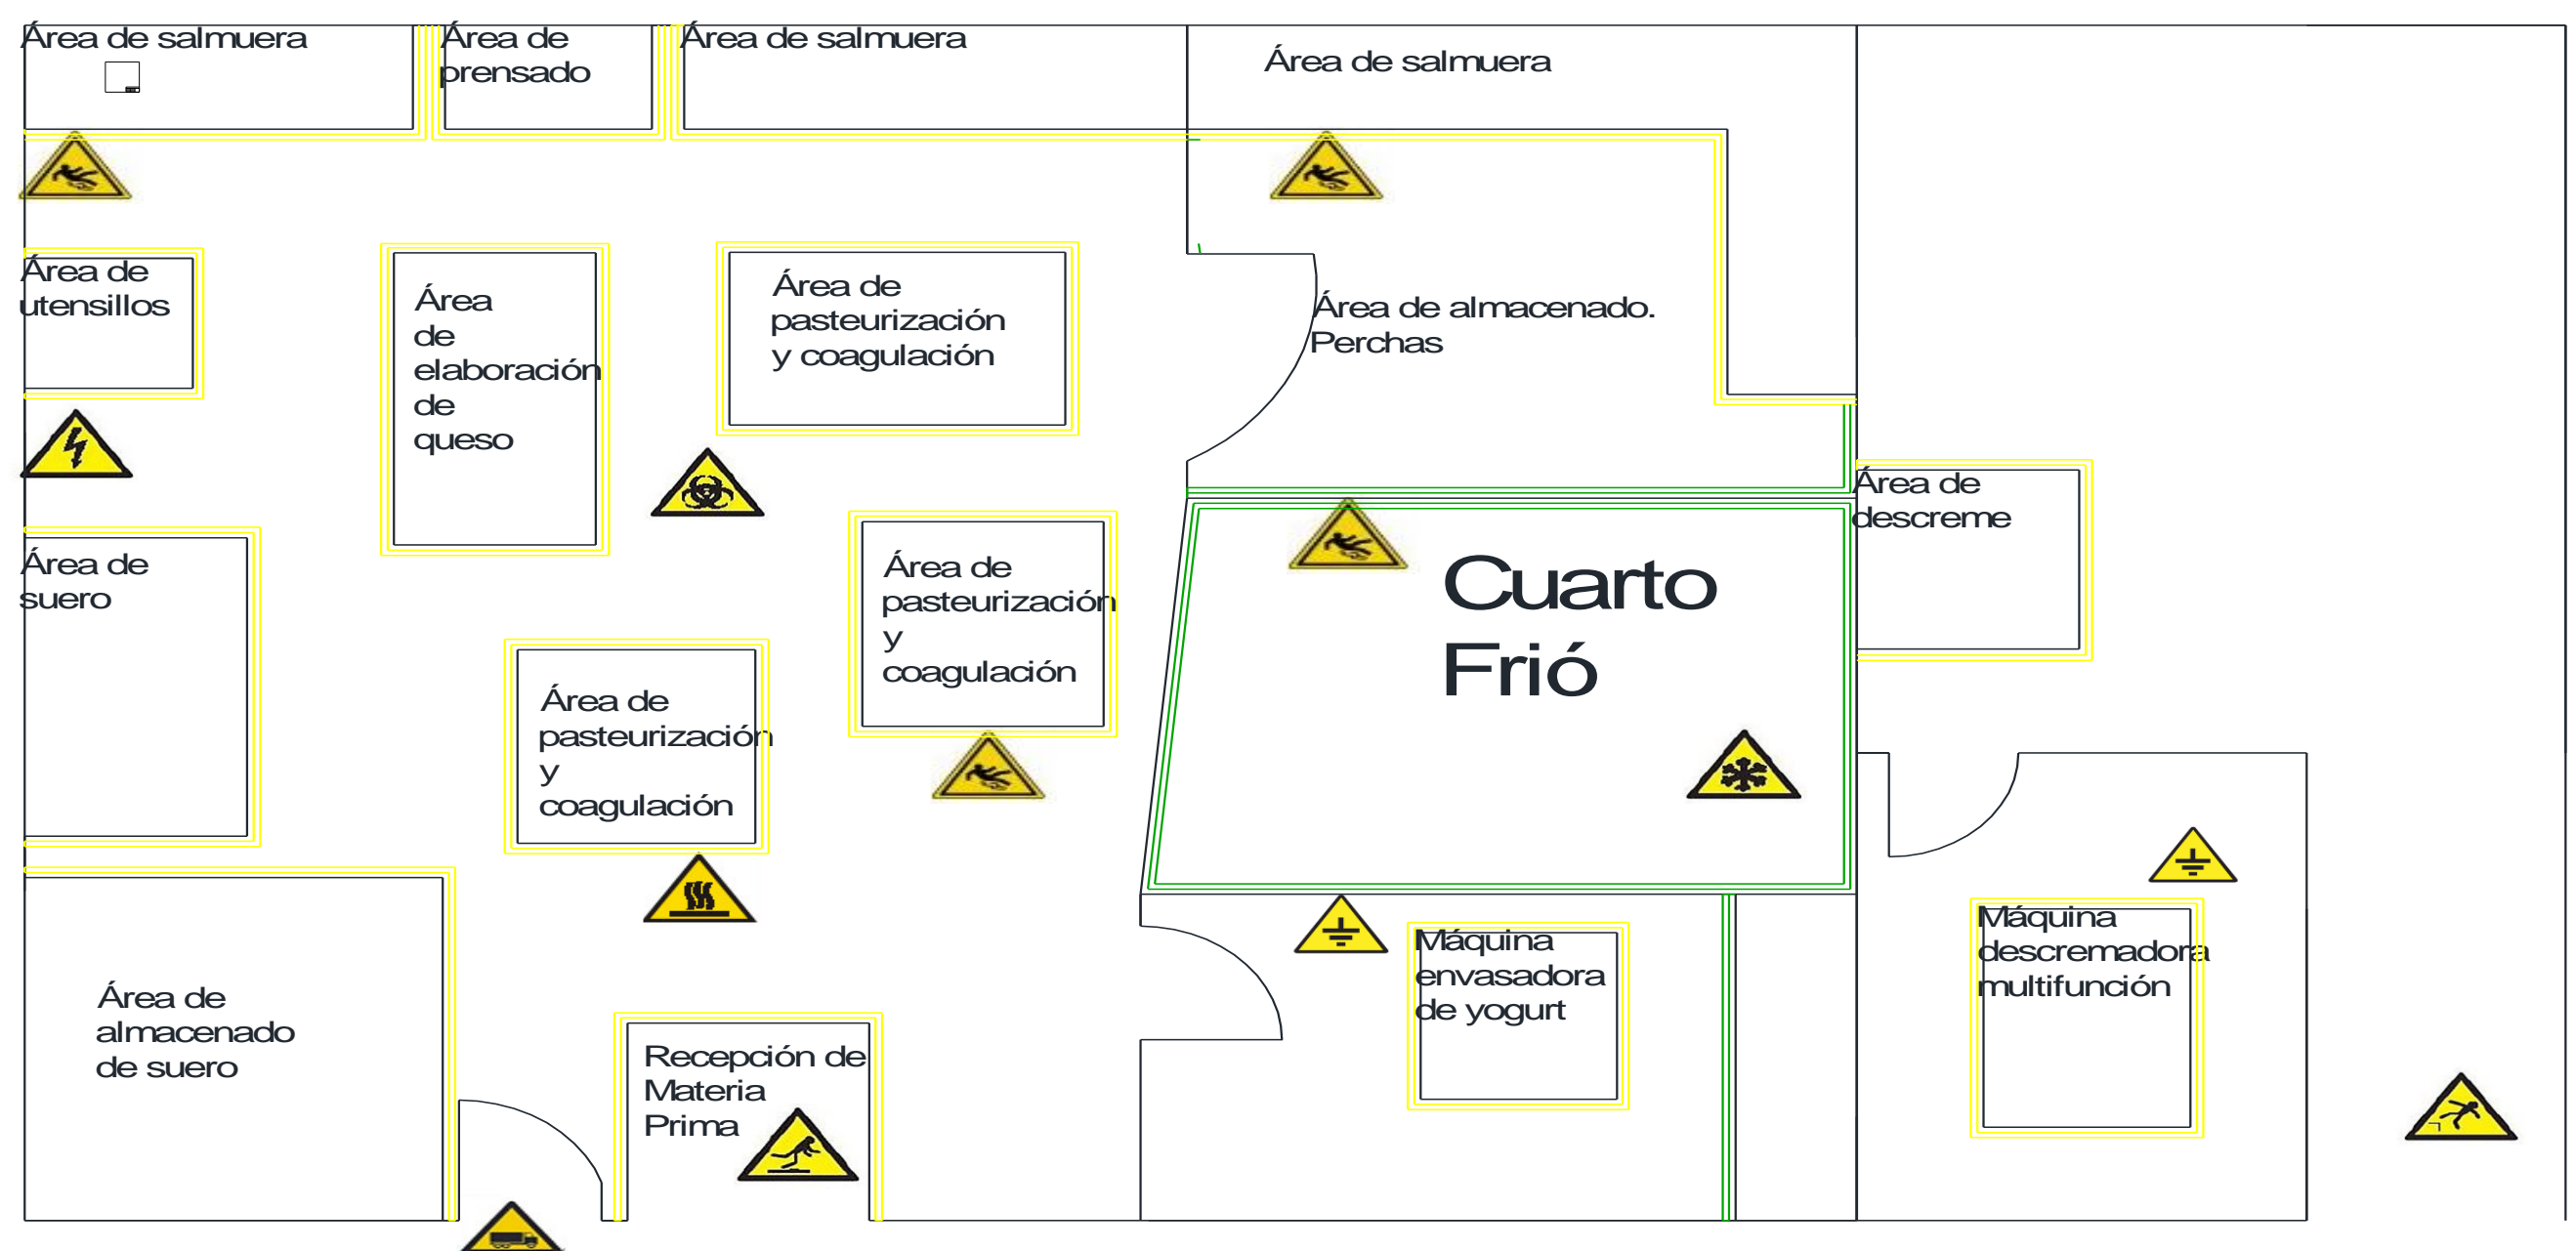 Área de salmuera
Área de
prensado
Área de salmuera
Área de salmuera
Área de
utensillos
Área
de
elaboración
de
queso
Área de
pasteurización
y coagulación
Área de almacenado.
Perchas
Área de
descreme
Área de
suero
Área de
pasteurización
y
coagulación
Cuarto
Frió
Área de
pasteurización
y
coagulación
Máquina
envasadora
de yogurt
Máquina
descremadora
multifunción
Área de
almacenado
de suero
Recepción de
Materia
Prima